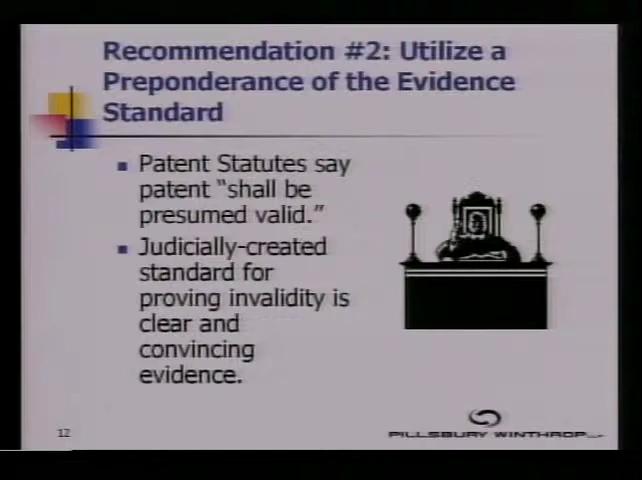 Recommendation #2: Utilize a
Preponderance of the Evidence
Standard
Patent Statutes say
patent “shall be
presumed valid.”
Judicially-created
standard for
proving invalidity is
clear and
convincing
evidence.
12
PILLSBURY WINTHROP LLP